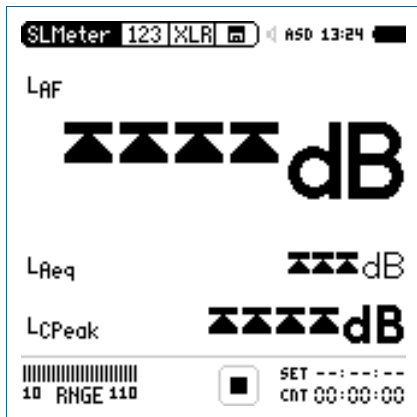 SLMeter 123 XLR ASD 13:24
LAF
dB
LAeq
dB
LCPeak
dB
SET --:--:--
10 RNGE 110
CNT 00:00:00